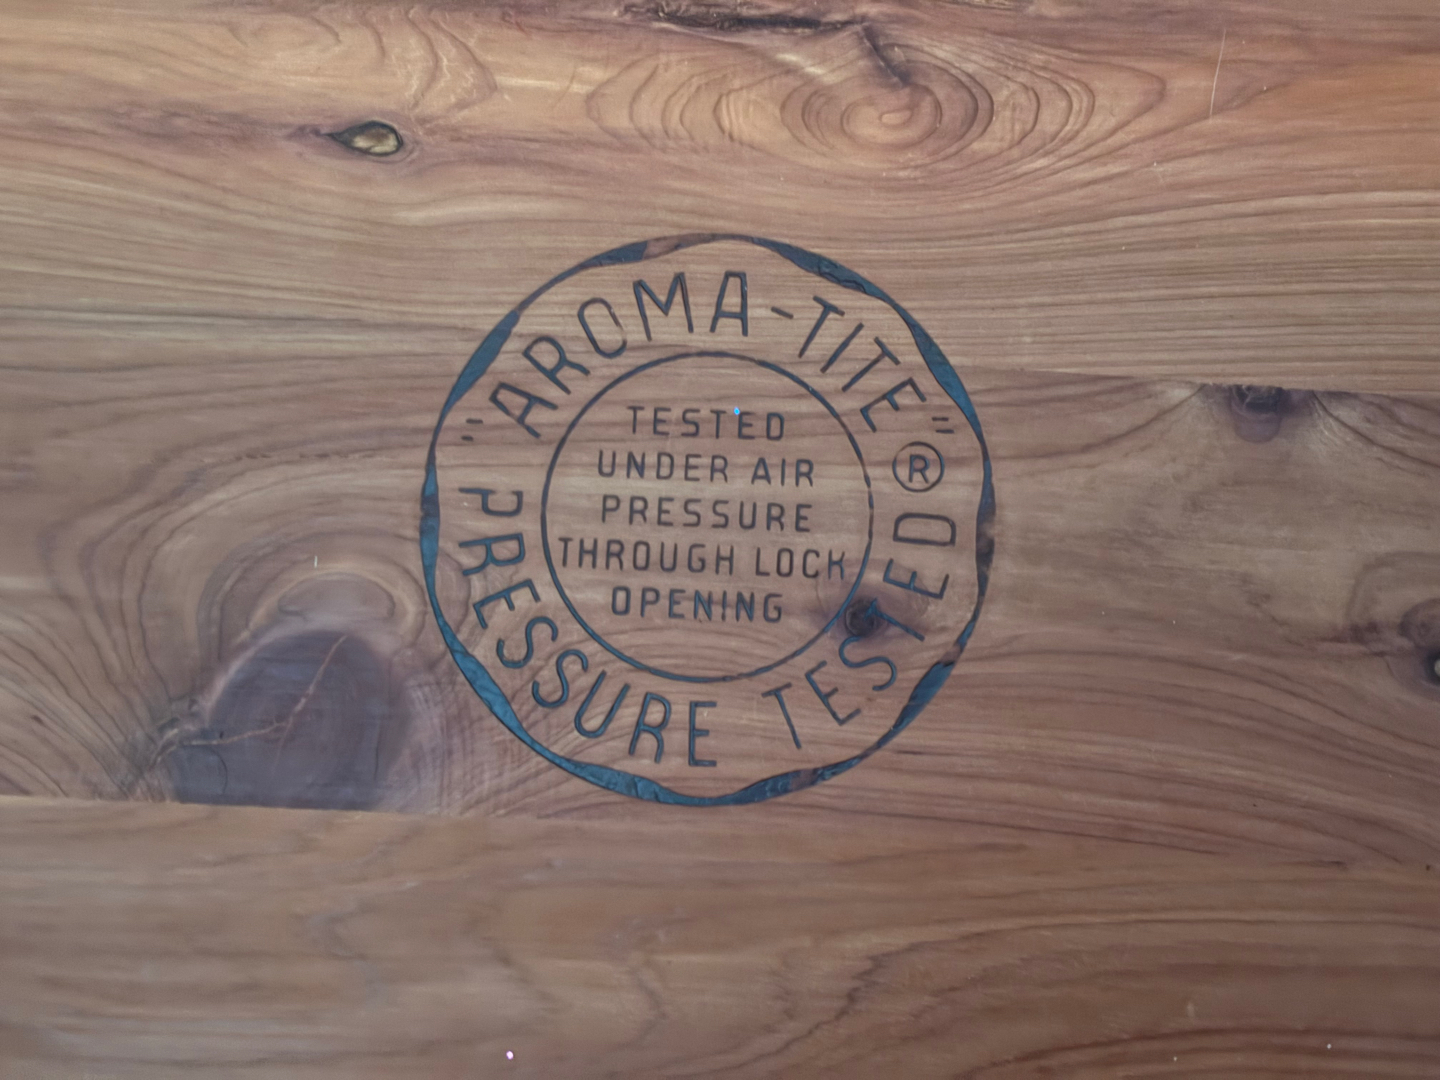 "AROMA-TITE"®
TESTED
UNDER AIR
PRESSURE
THROUGH LOCK
OPENING
PRESSURE TESTED